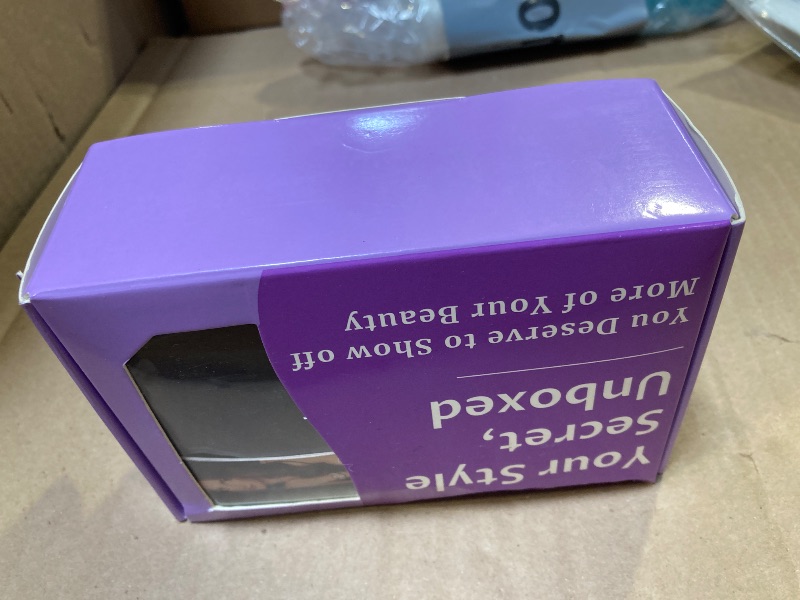 Your Style
Secret,
Unboxed
You Deserve to Show off
More of Your Beauty